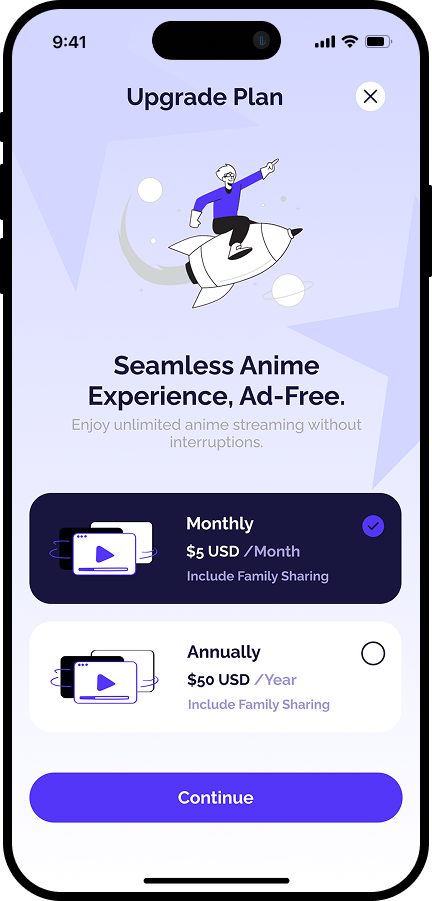 9:41
Upgrade Plan
Seamless Anime
Experience, Ad-Free.
Enjoy unlimited anime streaming without
interruptions.
Monthly
$5 USD /Month
Include Family Sharing
Annually
$50 USD /Year
Include Family Sharing
Continue